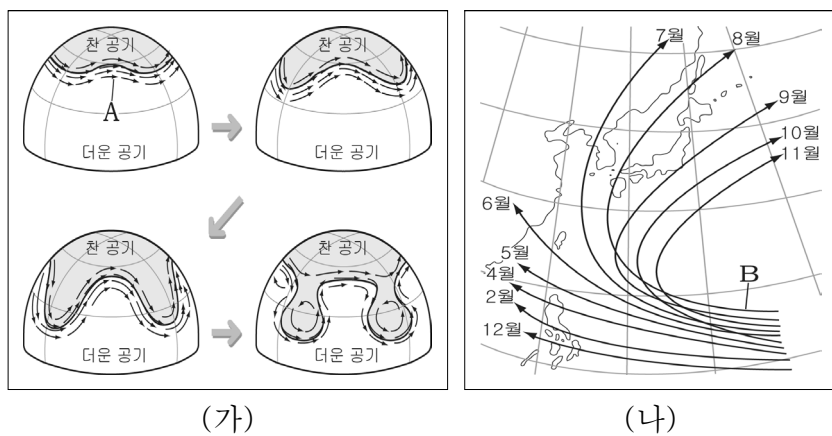 찬 공기
A
더운 공기
찬 공기
더운 공기
찬 공기
더운 공기
찬 공기
더운 공기
(가)
7월
8월
9월
10월
11월
6월
5월
4월
2월
12월
B
(나)